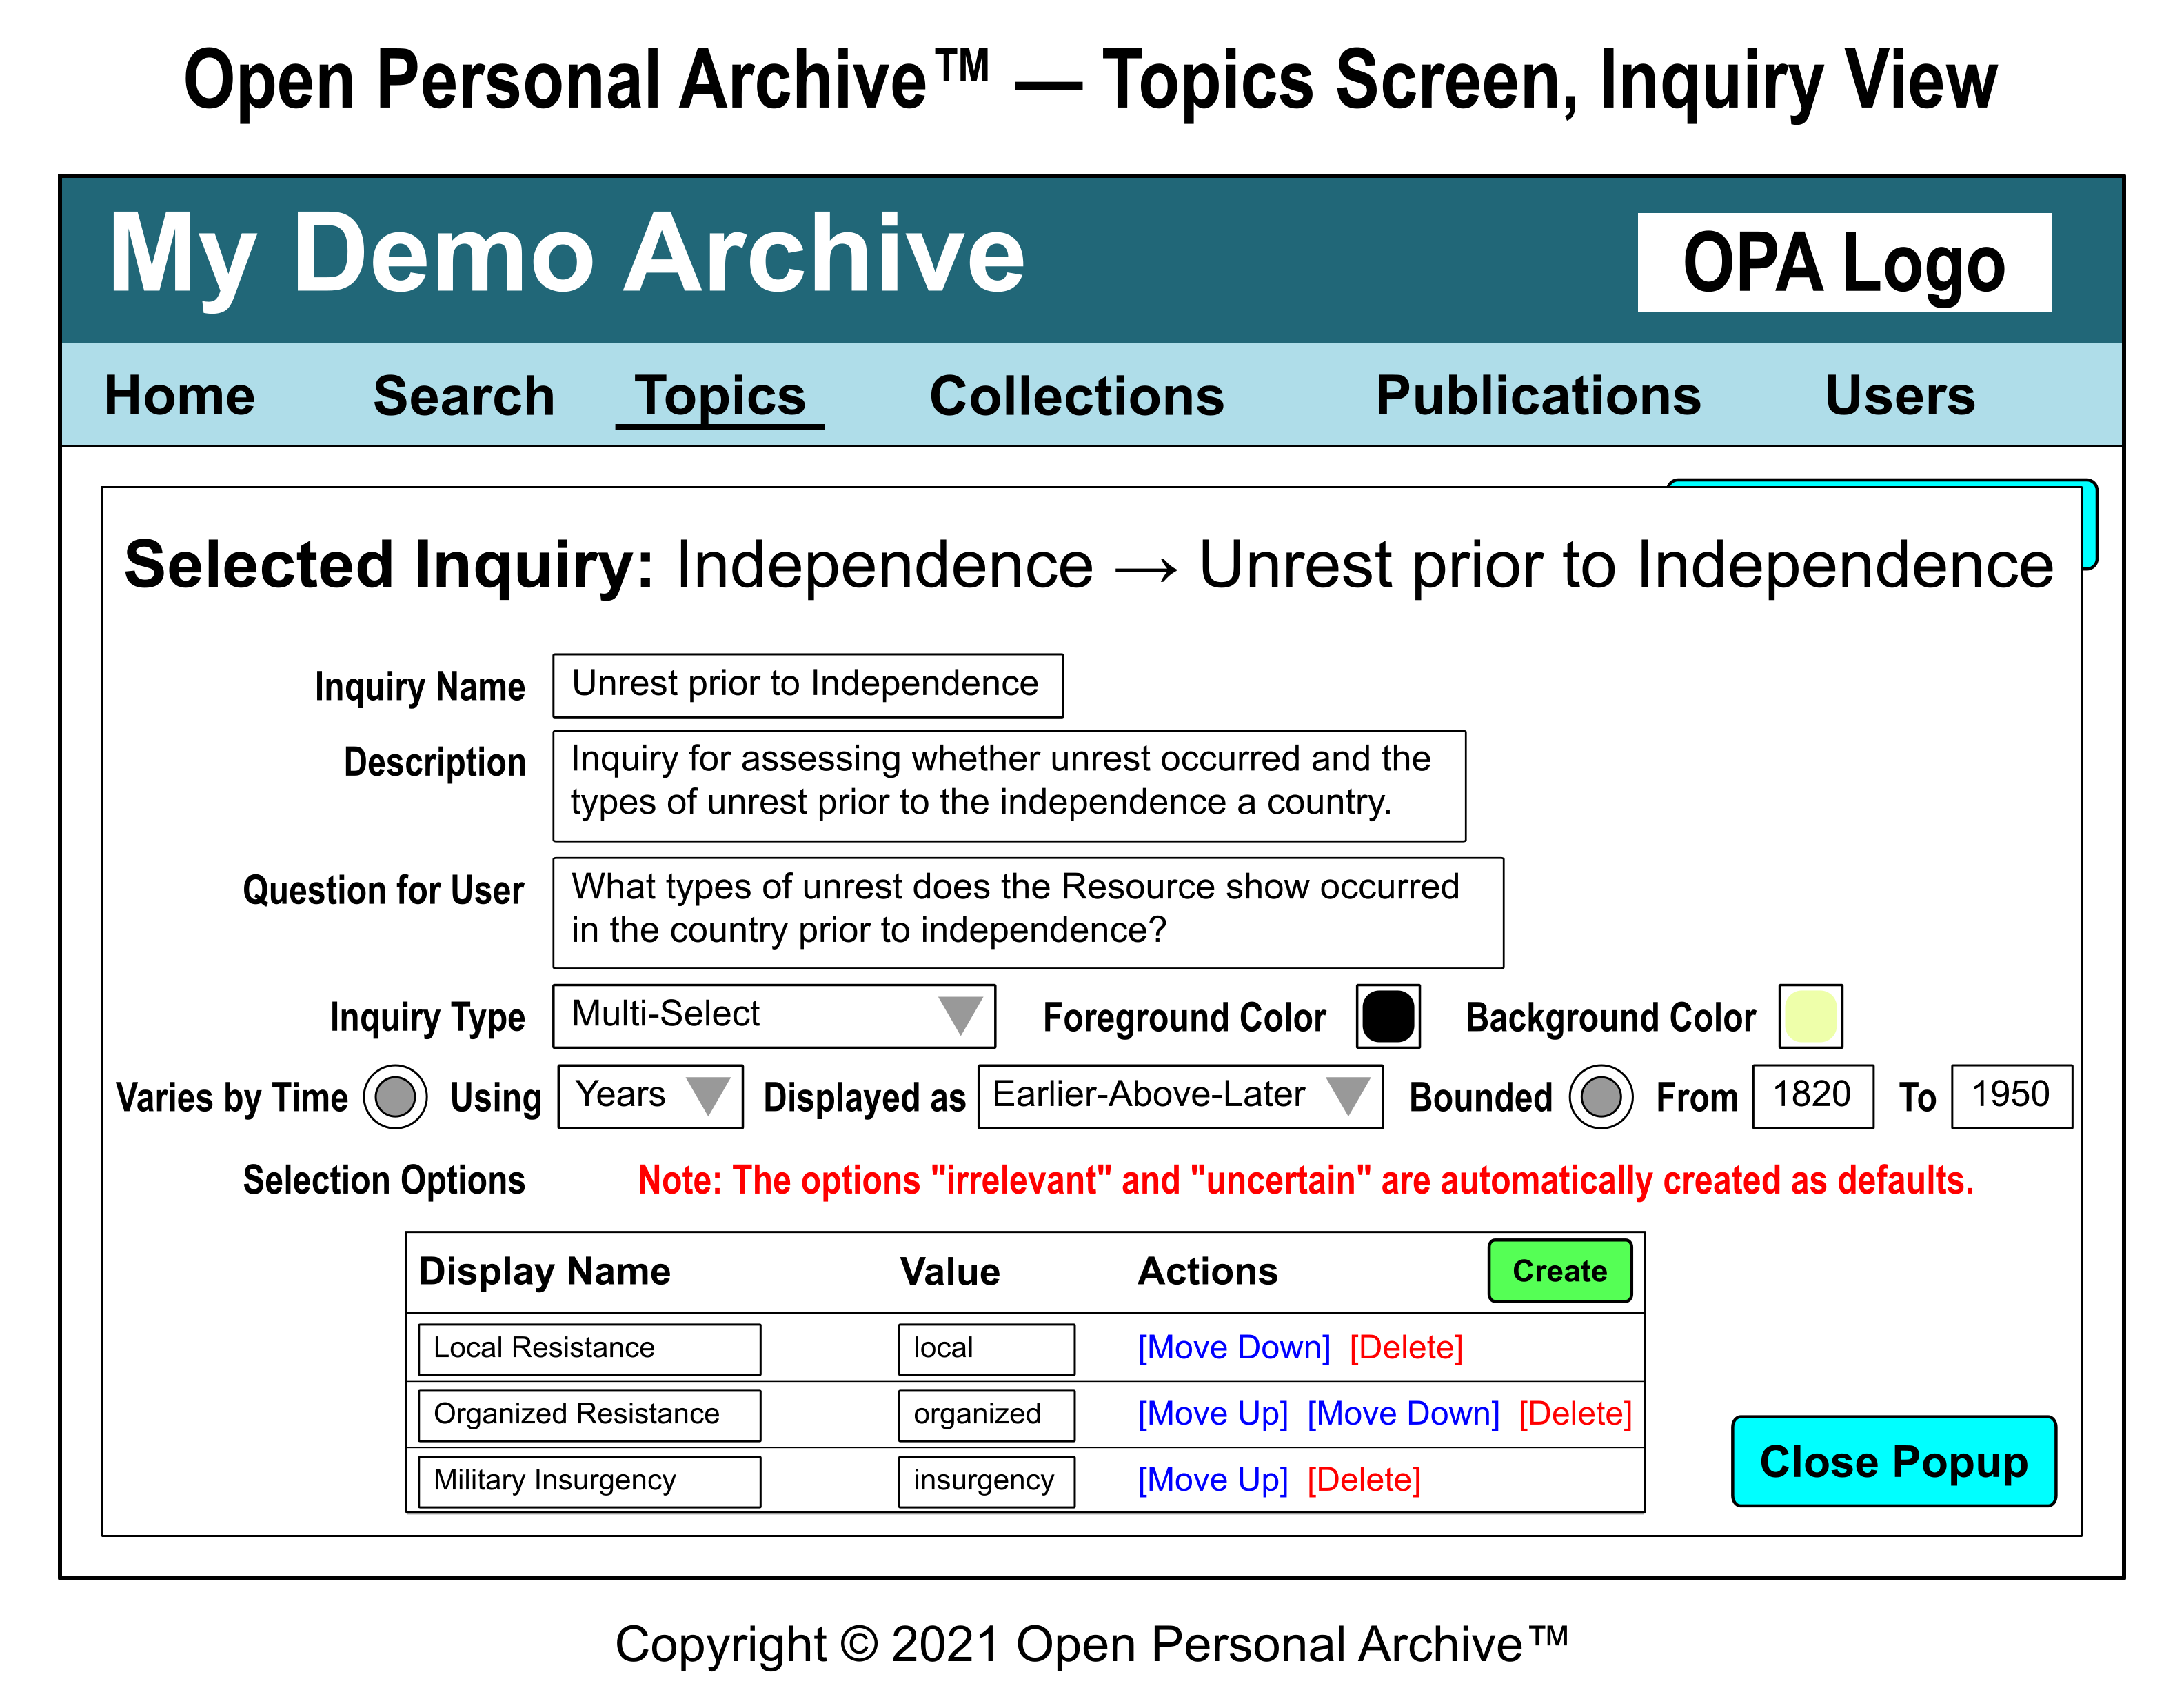 Open Personal Archive™ — Topics Screen, Inquiry View
My Demo Archive
OPA Logo
Home Search Topics Collections Publications Users
Selected Inquiry: Independence → Unrest prior to Independence
Inquiry Name Unrest prior to Independence
Description Inquiry for assessing whether unrest occurred and the
types of unrest prior to the independence a country.
Question for User What types of unrest does the Resource show occurred
in the country prior to independence?
Inquiry Type Multi-Select Foreground Color Background Color
Varies by Time Using Years Displayed as Earlier-Above-Later Bounded From 1820 To 1950
Selection Options Note: The options "irrelevant" and "uncertain" are automatically created as defaults.
Display Name Value Actions Create
Local Resistance local [Move Down] [Delete]
Organized Resistance organized [Move Up] [Move Down] [Delete]
Military Insurgency insurgency [Move Up] [Delete]
Close Popup
Copyright © 2021 Open Personal Archive™